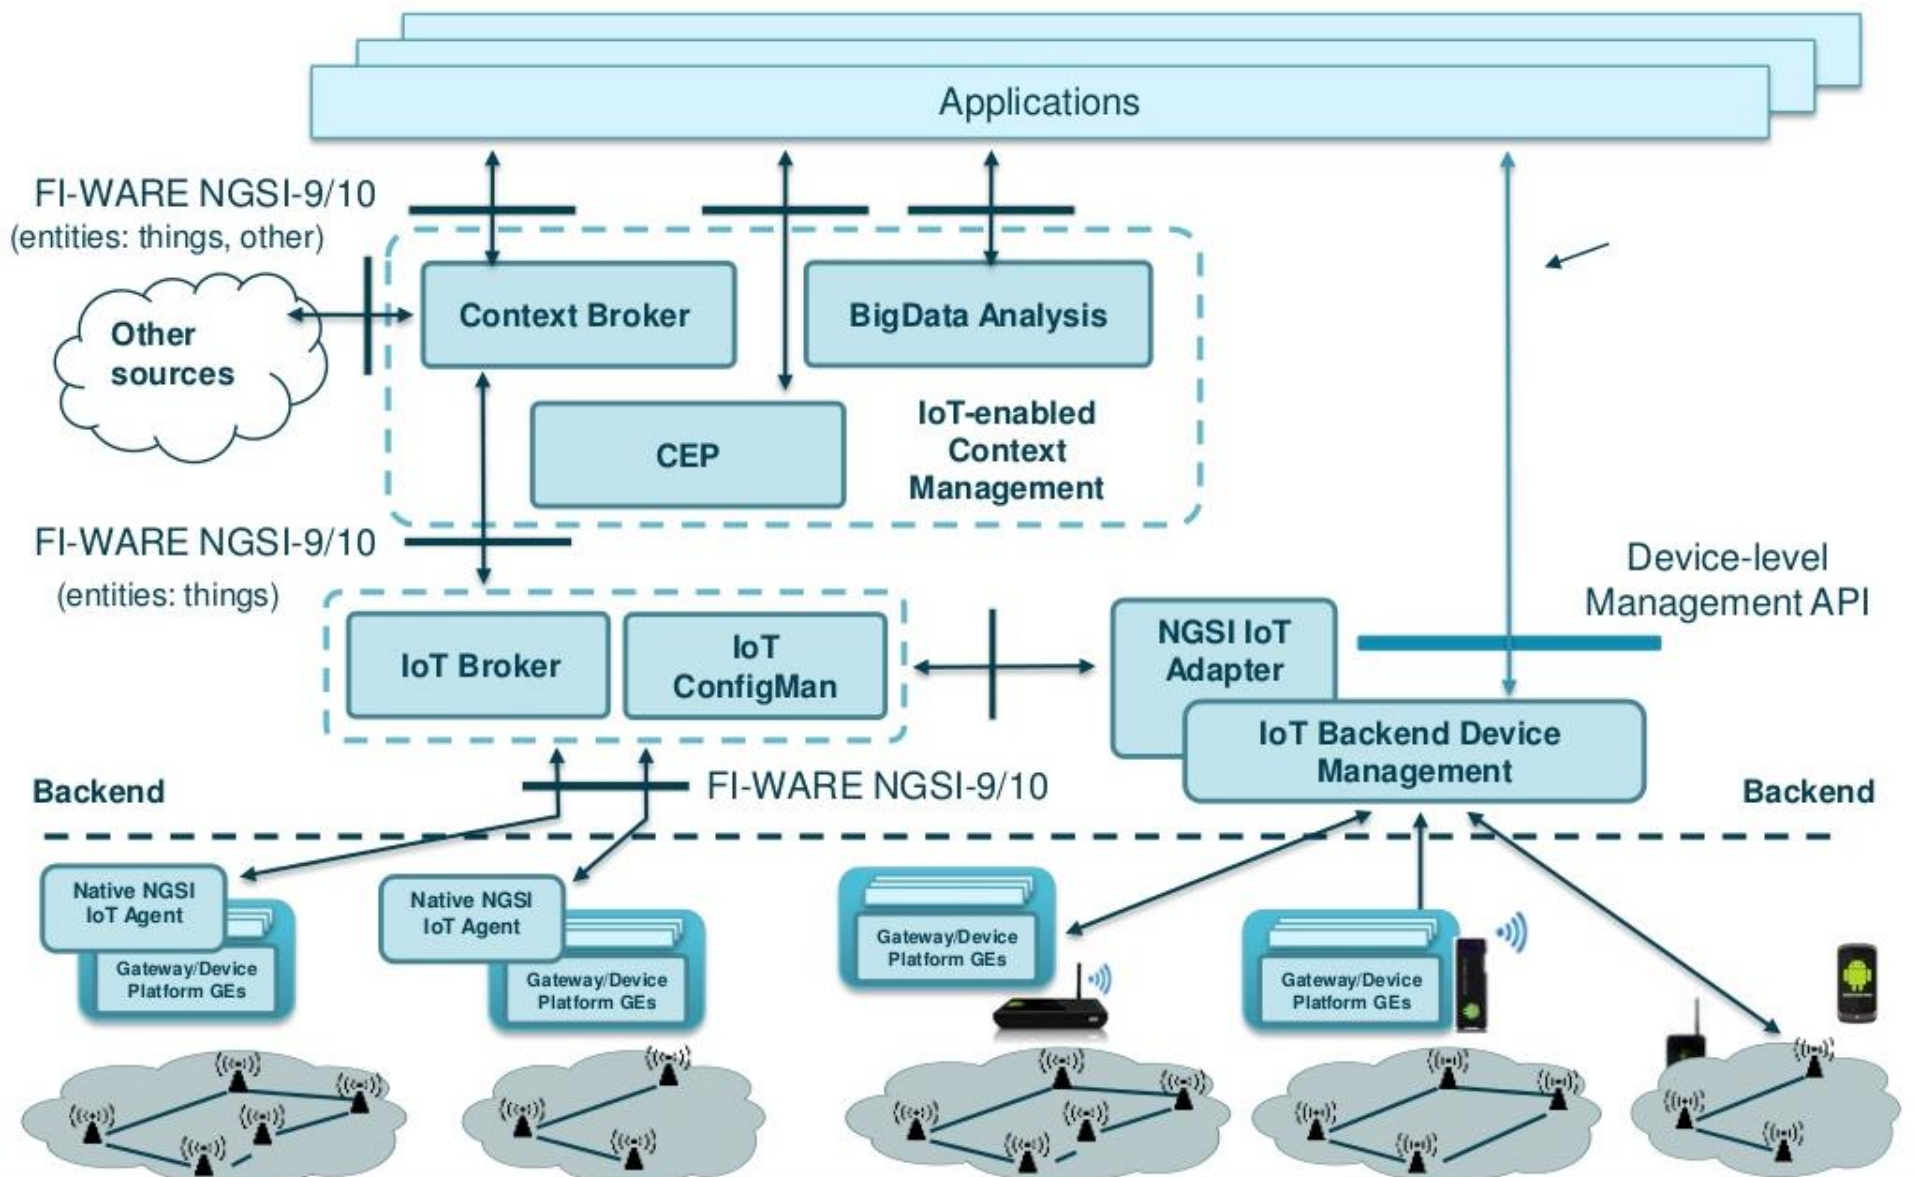 Applications
FI-WARE NGSI-9/10
(entities: things, other)
Other
sources
Context Broker
BigData Analysis
CEP
IoT-enabled
Context
Management
FI-WARE NGSI-9/10
(entities: things)
Device-level
Management API
IoT Broker
IoT
ConfigMan
NGSI IoT
Adapter
IoT Backend Device
Management
FI-WARE NGSI-9/10
Backend
Backend
Native NGSI
IoT Agent
Gateway/Device
Platform GEs
Native NGSI
IoT Agent
Gateway/Device
Platform GEs
Gateway/Device
Platform GEs
Gateway/Device
Platform GEs